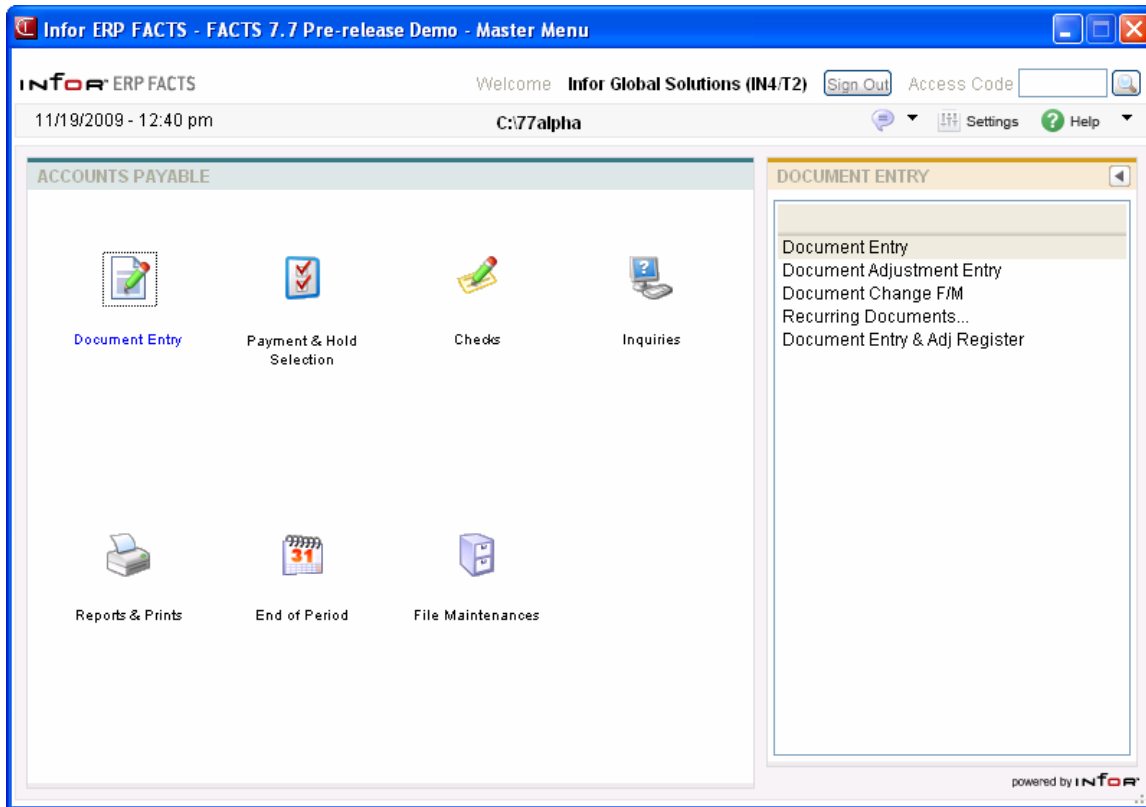 Infor ERP FACTS - FACTS 7.7 Pre-release Demo - Master Menu
INfor ERP FACTS Welcome Infor Global Solutions (IN4/T2) Sign Out Access Code
11/19/2009 - 12:40 pm C:\77alpha Settings ? Help
ACCOUNTS PAYABLE
Document Entry
Payment & Hold
Selection
Checks
?
Inquiries
Reports & Prints
31
End of Period
File Maintenances
DOCUMENT ENTRY
Document Entry
Document Adjustment Entry
Document Change F/M
Recurring Documents...
Document Entry & Adj Register
powered by INfor